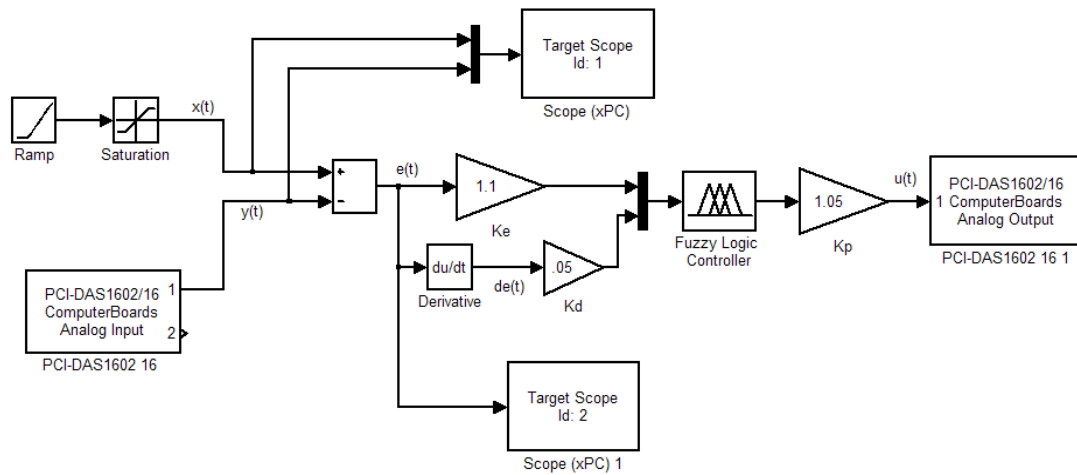 Target Scope
Id: 1
Scope (xPC)
x(t)
Ramp
Saturation
+
-
y(t)
e(t)
1.1
Ke
du/dt
Derivative
de(t)
.05
Kd
Fuzzy Logic
Controller
1.05
Kp
u(t)
1
PCI-DAS1602/16
ComputerBoards
Analog Output
PCI-DAS1602 16 1
PCI-DAS1602/16
ComputerBoards
Analog Input
1
2
PCI-DAS1602 16
Target Scope
Id: 2
Scope (xPC) 1